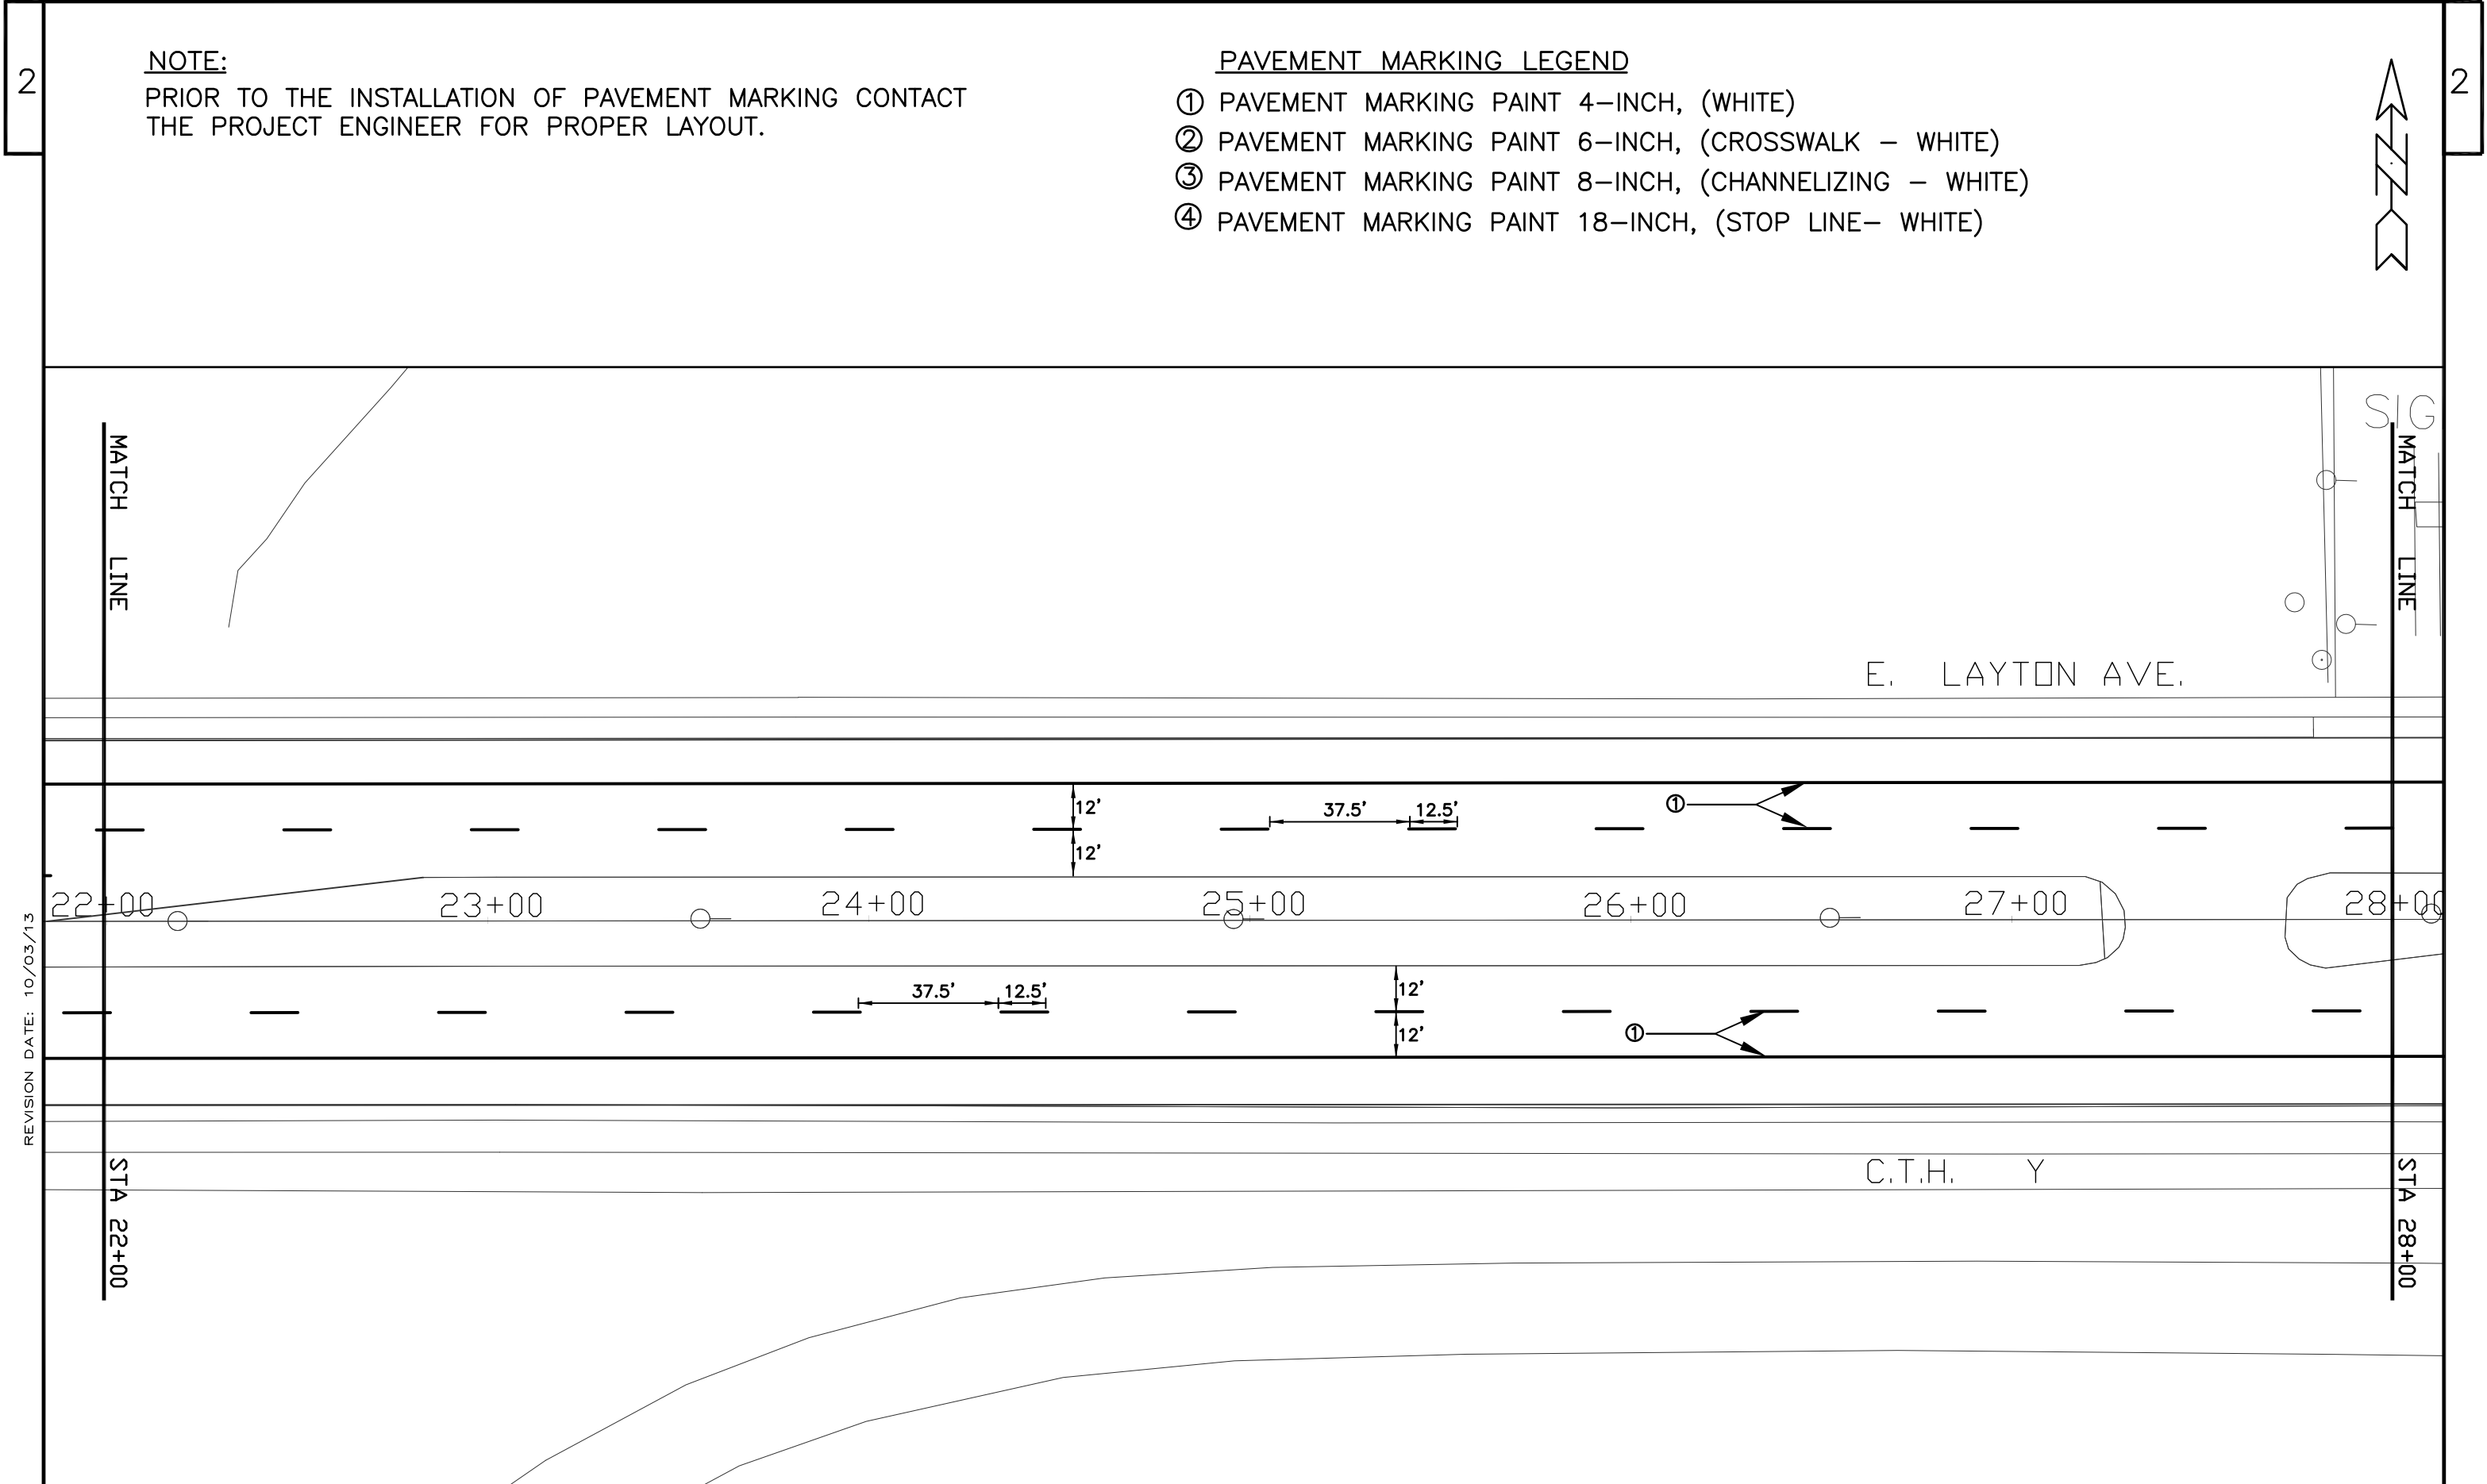 2
NOTE:
PRIOR TO THE INSTALLATION OF PAVEMENT MARKING CONTACT
THE PROJECT ENGINEER FOR PROPER LAYOUT.
PAVEMENT MARKING LEGEND
① PAVEMENT MARKING PAINT 4-INCH, (WHITE)
② PAVEMENT MARKING PAINT 6-INCH, (CROSSWALK - WHITE)
③ PAVEMENT MARKING PAINT 8-INCH, (CHANNELIZING - WHITE)
④ PAVEMENT MARKING PAINT 18-INCH, (STOP LINE- WHITE)
N
2
SIG
MATCH LINE
MATCH LINE
E. LAYTON AVE.
12'
37.5' 12.5'
①
12'
22+00 23+00 24+00 25+00 26+00 27+00 28+00
37.5' 12.5'
12'
①
12'
C.T.H. Y
STA 22+00
STA 28+00
REVISION DATE: 10/03/13